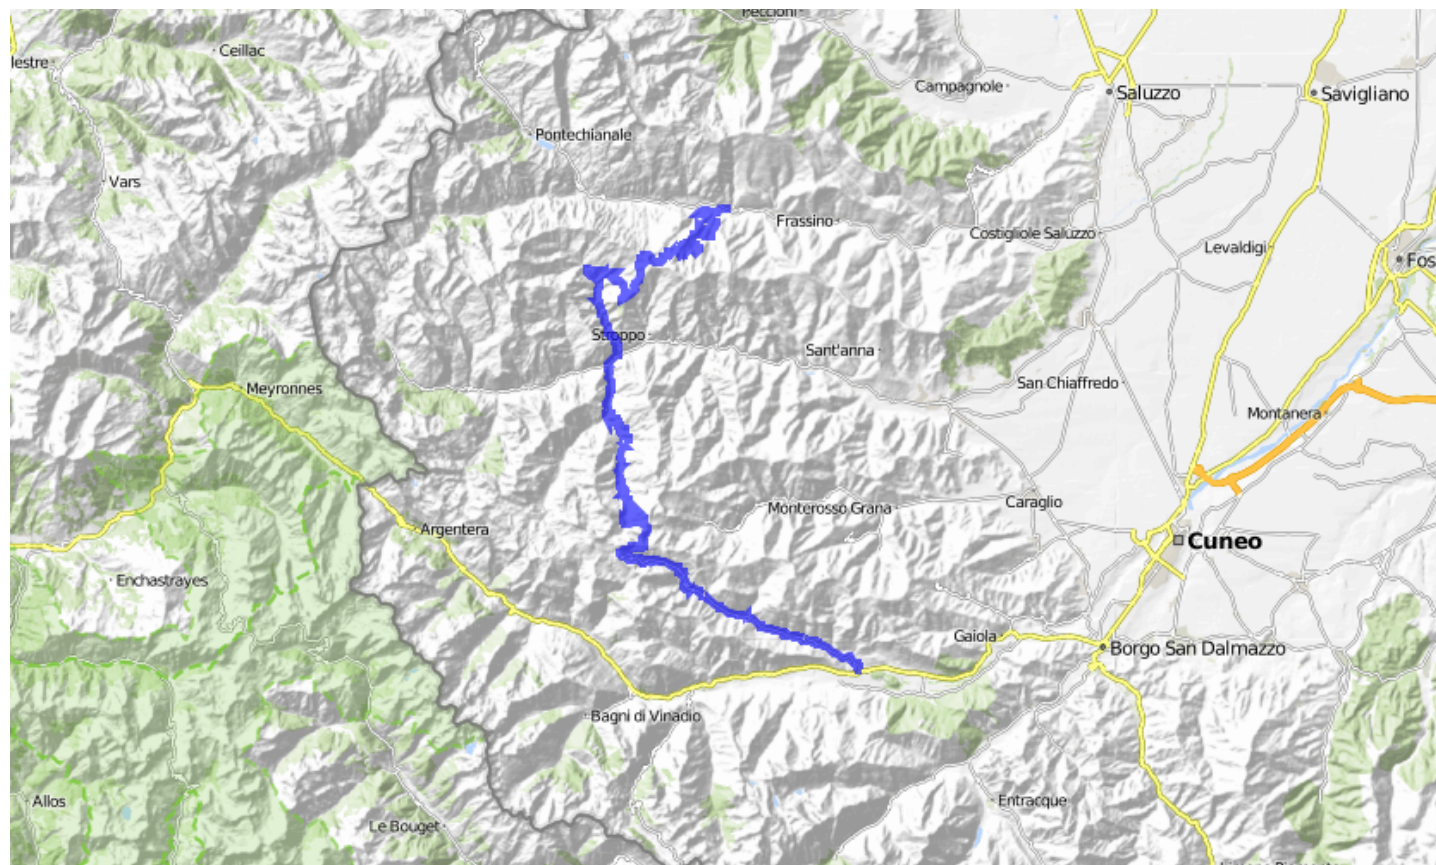 Peccioni
Ceillac
lestre
Campagnole
Saluzzo
Savigliano
Pontechianale
Vars
Frassino
Costigliole Saluzzo
Levaldigi
Fos
Stroppo
Sant'anna
San Chiaffredo
Meyronnes
Montanera
Caraglio
Monterosso Grana
Argentera
Cuneo
Enchastrayes
Gaiola
Borgo San Dalmazzo
Bagni di Vinadio
Allos
Entracque
Le Bouget